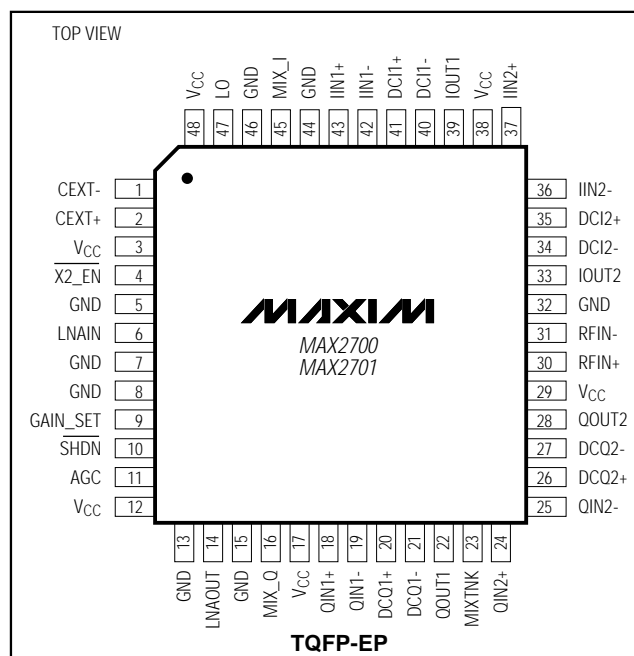 TOP VIEW
VCC
LO
GND
MIX_I
GND
IIN1+
IIN1-
DCI1+
DCI1-
IOUT1
VCC
IIN2+
48
47
46
45
44
43
42
41
40
39
38
37
CEXT- 1
CEXT+ 2
VCC 3
X2_EN 4
GND 5
LNAIN 6
GND 7
GND 8
GAIN_SET 9
SHDN 10
AGC 11
VCC 12
MAXIM
MAX2700
MAX2701
36 IIN2-
35 DCI2+
34 DCI2-
33 IOUT2
32 GND
31 RFIN-
30 RFIN+
29 VCC
28 QOUT2
27 DCQ2-
26 DCQ2+
25 QIN2-
13
14
15
16
17
18
19
20
21
22
23
24
GND
LNAOUT
GND
MIX_Q
VCC
QIN1+
QIN1-
DCQ1+
DCQ1-
QOUT1
MIXTNK
QIN2+
TQFP-EP